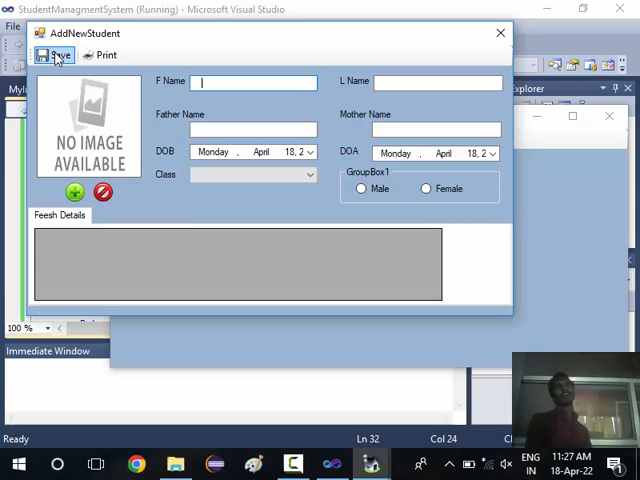 StudentManagmentSystem (Running) - Microsoft Visual Studio
File
AddNewStudent
Save Print
F Name
L Name
NO IMAGE
AVAILABLE
Father Name
Mother Name
DOB
Monday , April 18, 2
DOA
Monday , April 18, 2
Class
GroupBox1
Male
Female
Feesh Details
MyIn
Explorer
100 %
Immediate Window
Ready
Ln 32
Col 24
ENG
IN
11:27 AM
18-Apr-22
1